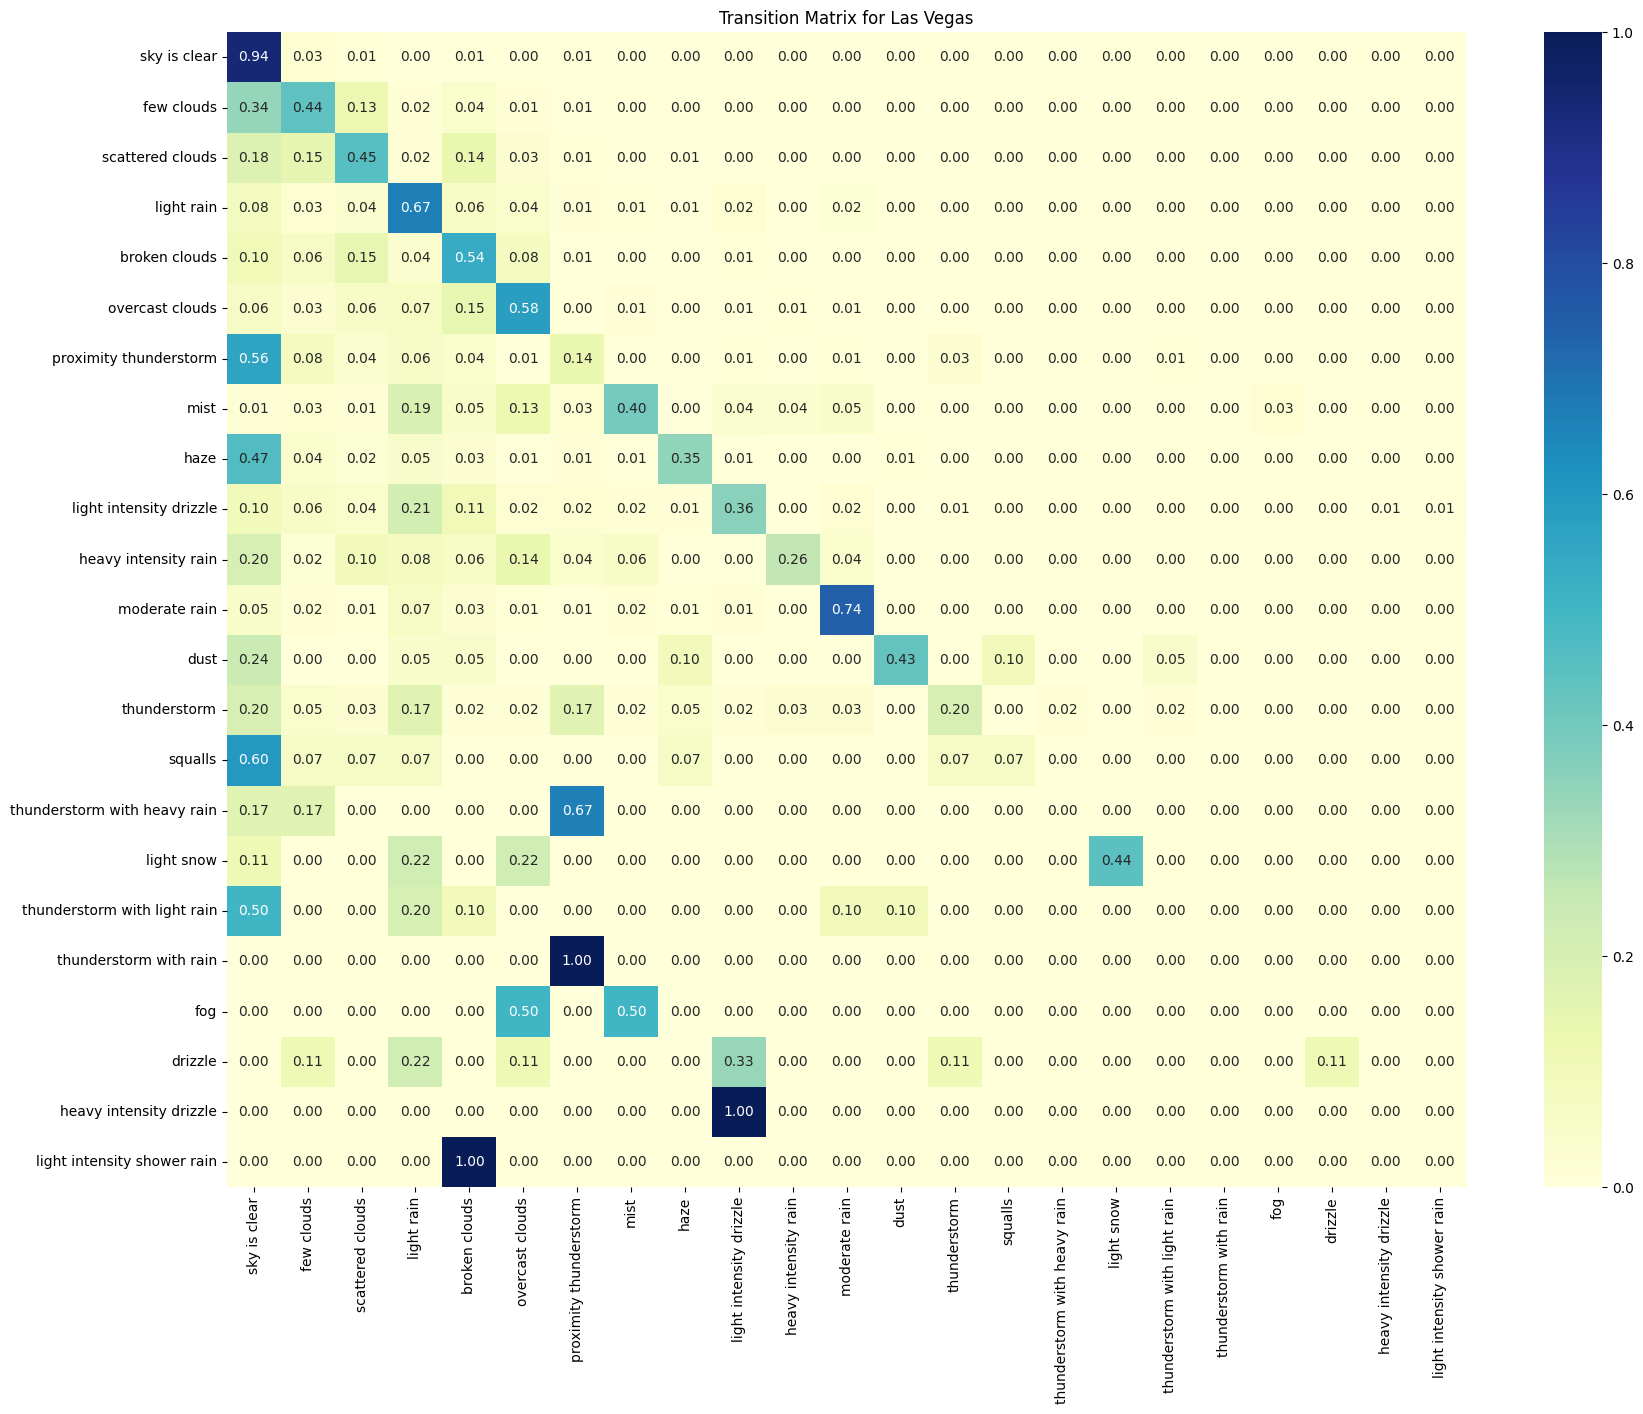 Transition Matrix for Las Vegas
sky is clear 0.94 0.03 0.01 0.00 0.01 0.00 0.01 0.00 0.00 0.00 0.00 0.00 0.00 0.00 0.00 0.00 0.00 0.00 0.00 0.00 0.00 0.00 0.00
few clouds 0.34 0.44 0.13 0.02 0.04 0.01 0.01 0.00 0.00 0.00 0.00 0.00 0.00 0.00 0.00 0.00 0.00 0.00 0.00 0.00 0.00 0.00 0.00
scattered clouds 0.18 0.15 0.45 0.02 0.14 0.03 0.01 0.00 0.01 0.00 0.00 0.00 0.00 0.00 0.00 0.00 0.00 0.00 0.00 0.00 0.00 0.00 0.00
light rain 0.08 0.03 0.04 0.67 0.06 0.04 0.01 0.01 0.01 0.02 0.00 0.02 0.00 0.00 0.00 0.00 0.00 0.00 0.00 0.00 0.00 0.00 0.00
broken clouds 0.10 0.06 0.15 0.04 0.54 0.08 0.01 0.00 0.00 0.01 0.00 0.00 0.00 0.00 0.00 0.00 0.00 0.00 0.00 0.00 0.00 0.00 0.00
overcast clouds 0.06 0.03 0.06 0.07 0.15 0.58 0.00 0.01 0.00 0.01 0.01 0.01 0.00 0.00 0.00 0.00 0.00 0.00 0.00 0.00 0.00 0.00 0.00
proximity thunderstorm 0.56 0.08 0.04 0.06 0.04 0.01 0.14 0.00 0.00 0.01 0.00 0.01 0.00 0.03 0.00 0.00 0.00 0.01 0.00 0.00 0.00 0.00 0.00
mist 0.01 0.03 0.01 0.19 0.05 0.13 0.03 0.40 0.00 0.04 0.04 0.05 0.00 0.00 0.00 0.00 0.00 0.00 0.00 0.03 0.00 0.00 0.00
haze 0.47 0.04 0.02 0.05 0.03 0.01 0.01 0.01 0.35 0.01 0.00 0.00 0.01 0.00 0.00 0.00 0.00 0.00 0.00 0.00 0.00 0.00 0.00
light intensity drizzle 0.10 0.06 0.04 0.21 0.11 0.02 0.02 0.02 0.01 0.36 0.00 0.02 0.00 0.01 0.00 0.00 0.00 0.00 0.00 0.00 0.00 0.01 0.01
heavy intensity rain 0.20 0.02 0.10 0.08 0.06 0.14 0.04 0.06 0.00 0.00 0.26 0.04 0.00 0.00 0.00 0.00 0.00 0.00 0.00 0.00 0.00 0.00 0.00
moderate rain 0.05 0.02 0.01 0.07 0.03 0.01 0.01 0.02 0.01 0.01 0.00 0.74 0.00 0.00 0.00 0.00 0.00 0.00 0.00 0.00 0.00 0.00 0.00
dust 0.24 0.00 0.00 0.05 0.05 0.00 0.00 0.00 0.10 0.00 0.00 0.00 0.43 0.00 0.10 0.00 0.00 0.05 0.00 0.00 0.00 0.00 0.00
thunderstorm 0.20 0.05 0.03 0.17 0.02 0.02 0.17 0.02 0.05 0.02 0.03 0.03 0.00 0.20 0.00 0.02 0.00 0.02 0.00 0.00 0.00 0.00 0.00
squalls 0.60 0.07 0.07 0.07 0.00 0.00 0.00 0.00 0.07 0.00 0.00 0.00 0.00 0.07 0.07 0.00 0.00 0.00 0.00 0.00 0.00 0.00 0.00
thunderstorm with heavy rain 0.17 0.17 0.00 0.00 0.00 0.00 0.67 0.00 0.00 0.00 0.00 0.00 0.00 0.00 0.00 0.00 0.00 0.00 0.00 0.00 0.00 0.00 0.00
light snow 0.11 0.00 0.00 0.22 0.00 0.22 0.00 0.00 0.00 0.00 0.00 0.00 0.00 0.00 0.00 0.00 0.44 0.00 0.00 0.00 0.00 0.00 0.00
thunderstorm with light rain 0.50 0.00 0.00 0.20 0.10 0.00 0.00 0.00 0.00 0.00 0.00 0.10 0.10 0.00 0.00 0.00 0.00 0.00 0.00 0.00 0.00 0.00 0.00
thunderstorm with rain 0.00 0.00 0.00 0.00 0.00 0.00 1.00 0.00 0.00 0.00 0.00 0.00 0.00 0.00 0.00 0.00 0.00 0.00 0.00 0.00 0.00 0.00 0.00
fog 0.00 0.00 0.00 0.00 0.00 0.50 0.00 0.50 0.00 0.00 0.00 0.00 0.00 0.00 0.00 0.00 0.00 0.00 0.00 0.00 0.00 0.00 0.00
drizzle 0.00 0.11 0.00 0.22 0.00 0.11 0.00 0.00 0.00 0.33 0.00 0.00 0.00 0.11 0.00 0.00 0.00 0.00 0.00 0.00 0.11 0.00 0.00
heavy intensity drizzle 0.00 0.00 0.00 0.00 0.00 0.00 0.00 0.00 0.00 1.00 0.00 0.00 0.00 0.00 0.00 0.00 0.00 0.00 0.00 0.00 0.00 0.00 0.00
light intensity shower rain 0.00 0.00 0.00 0.00 1.00 0.00 0.00 0.00 0.00 0.00 0.00 0.00 0.00 0.00 0.00 0.00 0.00 0.00 0.00 0.00 0.00 0.00 0.00
sky is clear
few clouds
scattered clouds
light rain
broken clouds
overcast clouds
proximity thunderstorm
mist
haze
light intensity drizzle
heavy intensity rain
moderate rain
dust
thunderstorm
squalls
thunderstorm with heavy rain
light snow
thunderstorm with light rain
thunderstorm with rain
fog
drizzle
heavy intensity drizzle
light intensity shower rain
1.0
0.8
0.6
0.4
0.2
0.0